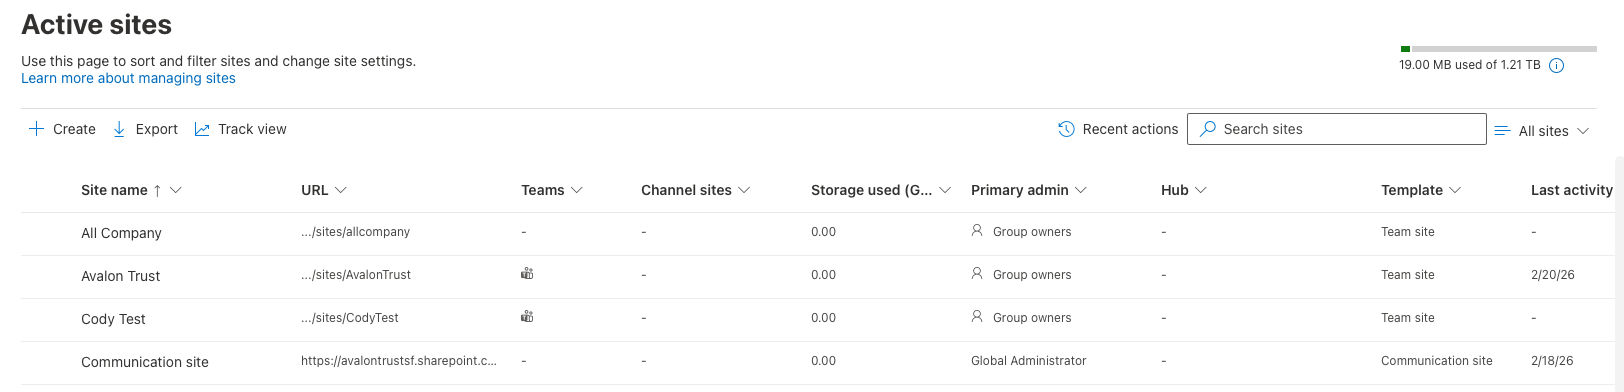 Active sites
Use this page to sort and filter sites and change site settings.
Learn more about managing sites
19.00 MB used of 1.21 TB
Create Export Track view Recent actions Search sites All sites
Site name ↑ URL Teams Channel sites Storage used (G... Primary admin Hub Template Last activity
All Company .../sites/allcompany - - 0.00 Group owners - Team site -
Avalon Trust .../sites/AvalonTrust - 0.00 Group owners - Team site 2/20/26
Cody Test .../sites/CodyTest - 0.00 Group owners - Team site -
Communication site https://avalontrustsf.sharepoint.c... - - 0.00 Global Administrator - Communication site 2/18/26